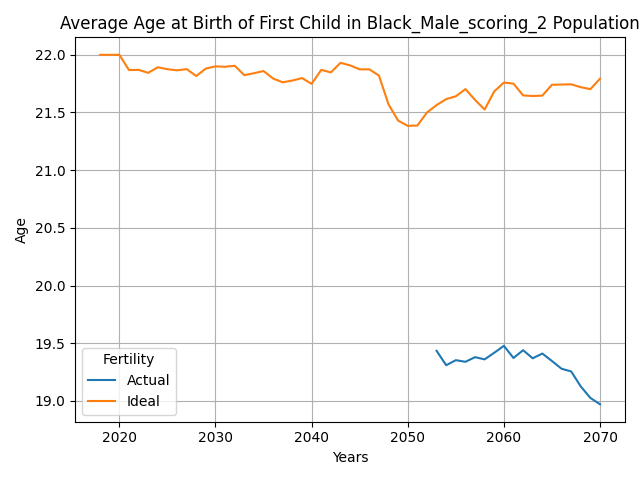 Average Age at Birth of First Child in Black_Male_scoring_2 Population
22.0
21.5
21.0
20.5
20.0
19.5
19.0
Age
Fertility
Actual
Ideal
2020 2030 2040 2050 2060 2070
Years